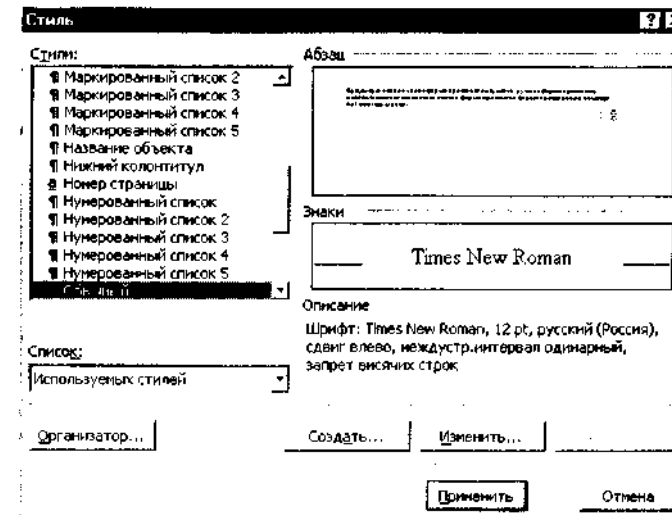 Стиль
Стили:
¶ Маркированный список 2
¶ Маркированный список 3
¶ Маркированный список 4
¶ Маркированный список 5
¶ Название объекта
¶ Нижний колонтитул
a Номер страницы
¶ Нумерованный список
¶ Нумерованный список 2
¶ Нумерованный список 3
¶ Нумерованный список 4
¶ Нумерованный список 5
Список:
Используемых стилей
Абзац
Знаки
Times New Roman
Описание
Шрифт: Times New Roman, 12 pt, русский (Россия),
сдвиг влево, междустр.интервал одинарный,
запрет висячих строк
Организатор...
Создать...
Изменить...
Применить
Отмена